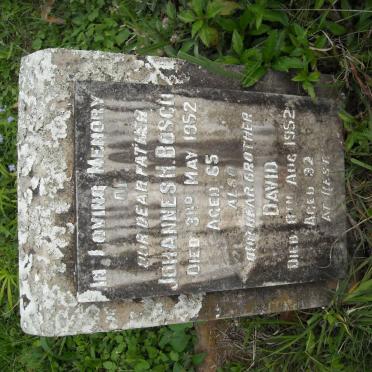 IN LOVING MEMORY
OF
OUR DEAR FATHER
JOHANNES H. BOSCH
DIED 3RD MAY 1952
AGED 65
ALSO
OUR DEAR BROTHER
DAVID
DIED TH AUG 1952
AGED 32
AT REST